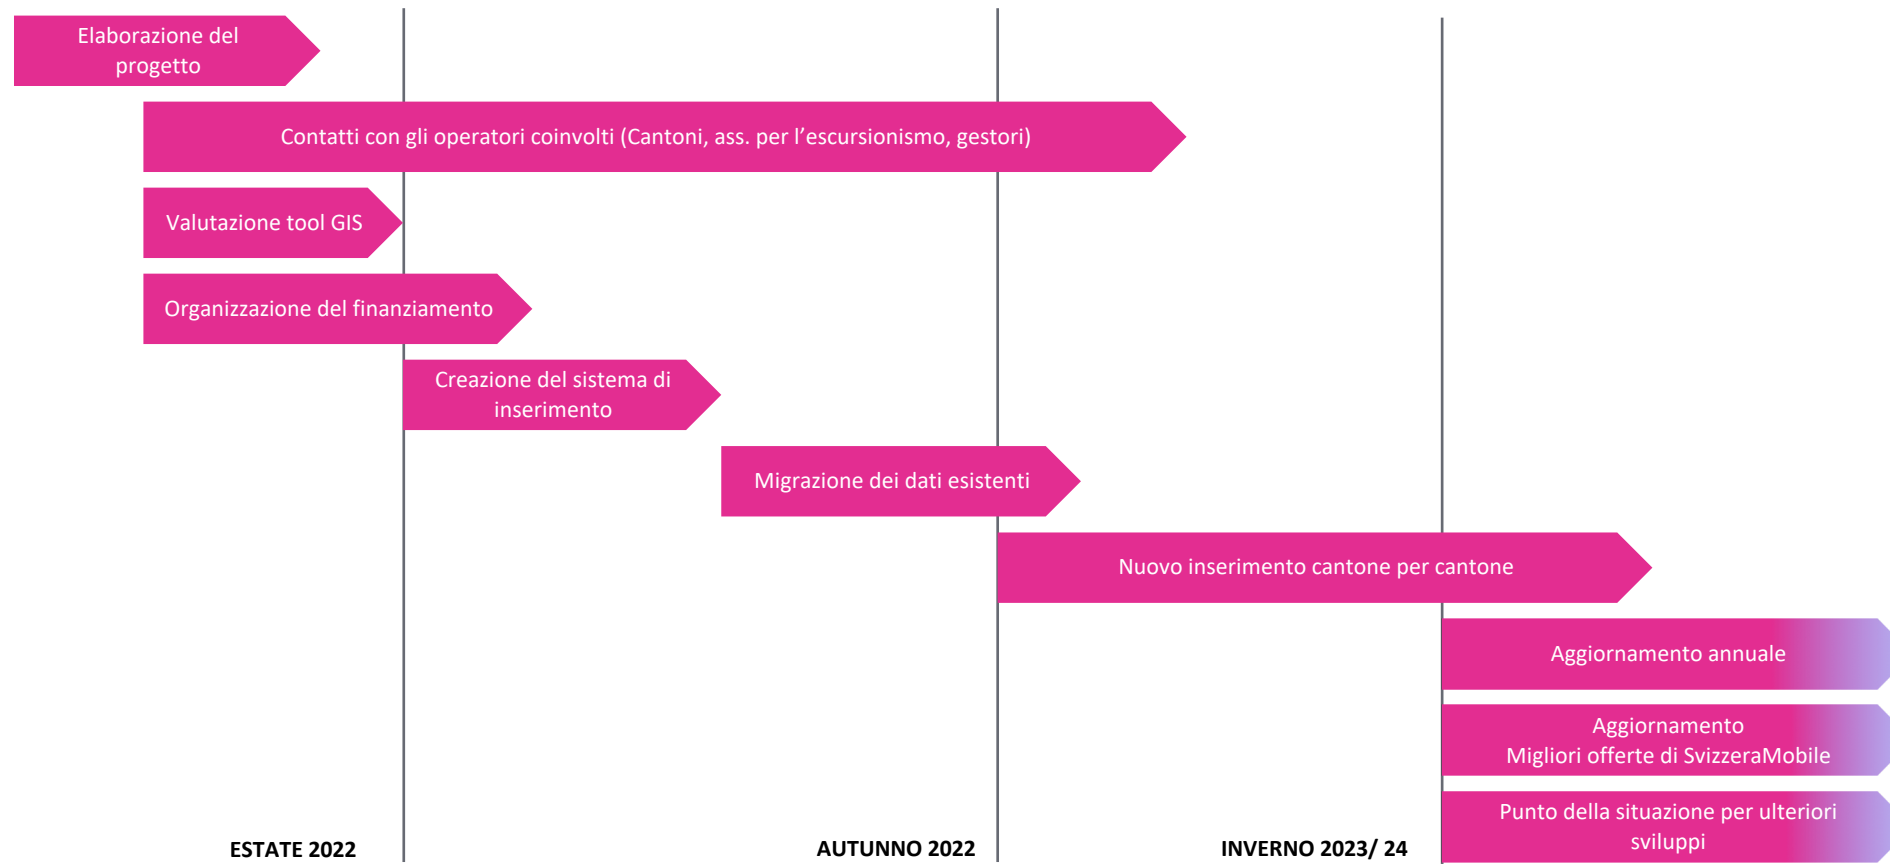 Elaborazione del
progetto
Contatti con gli operatori coinvolti (Cantoni, ass. per l’escursionismo, gestori)
Valutazione tool GIS
Organizzazione del finanziamento
Creazione del sistema di
inserimento
Migrazione dei dati esistenti
Nuovo inserimento cantone per cantone
Aggiornamento annuale
Aggiornamento
Migliori offerte di SvizzeraMobile
Punto della situazione per ulteriori
sviluppi
ESTATE 2022
AUTUNNO 2022
INVERNO 2023/ 24